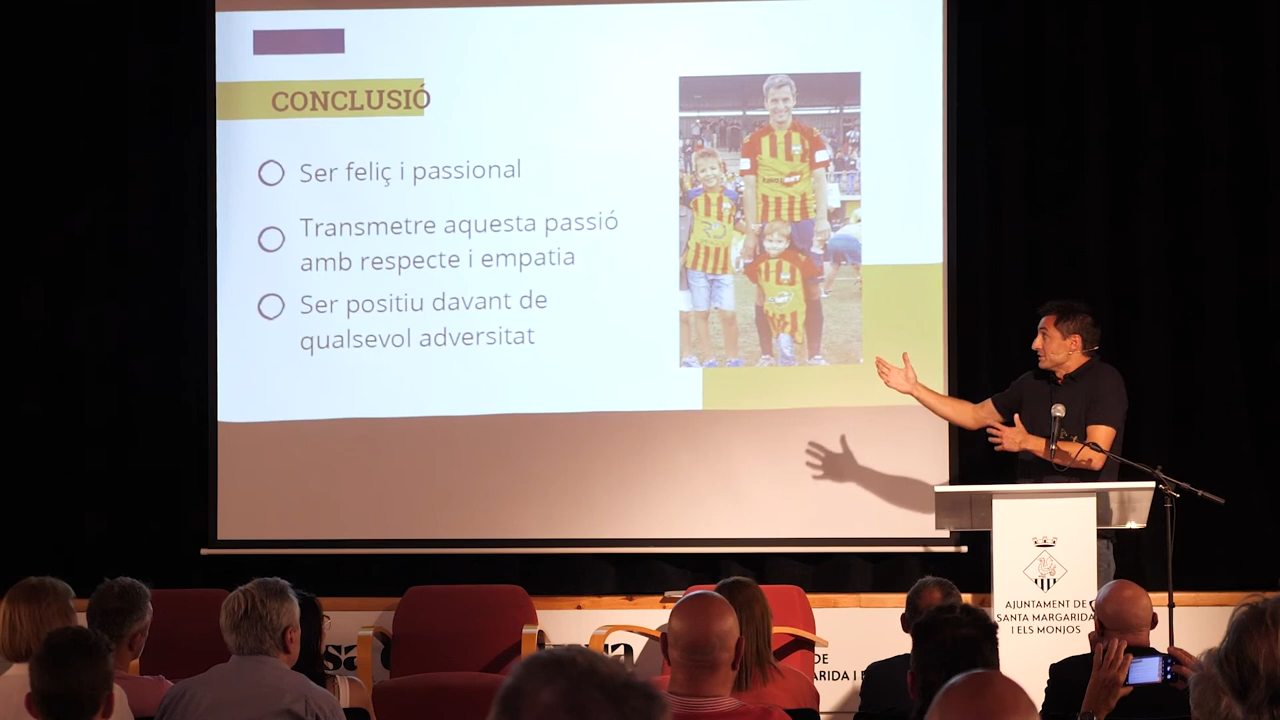 CONCLUSIÓ
Ser feliç i passional
Transmetre aquesta passió
amb respecte i empatia
Ser positiu davant de
qualsevol adversitat
AJUNTAMENT DE
SANTA MARGARIDA
I ELS MONJOS
DE